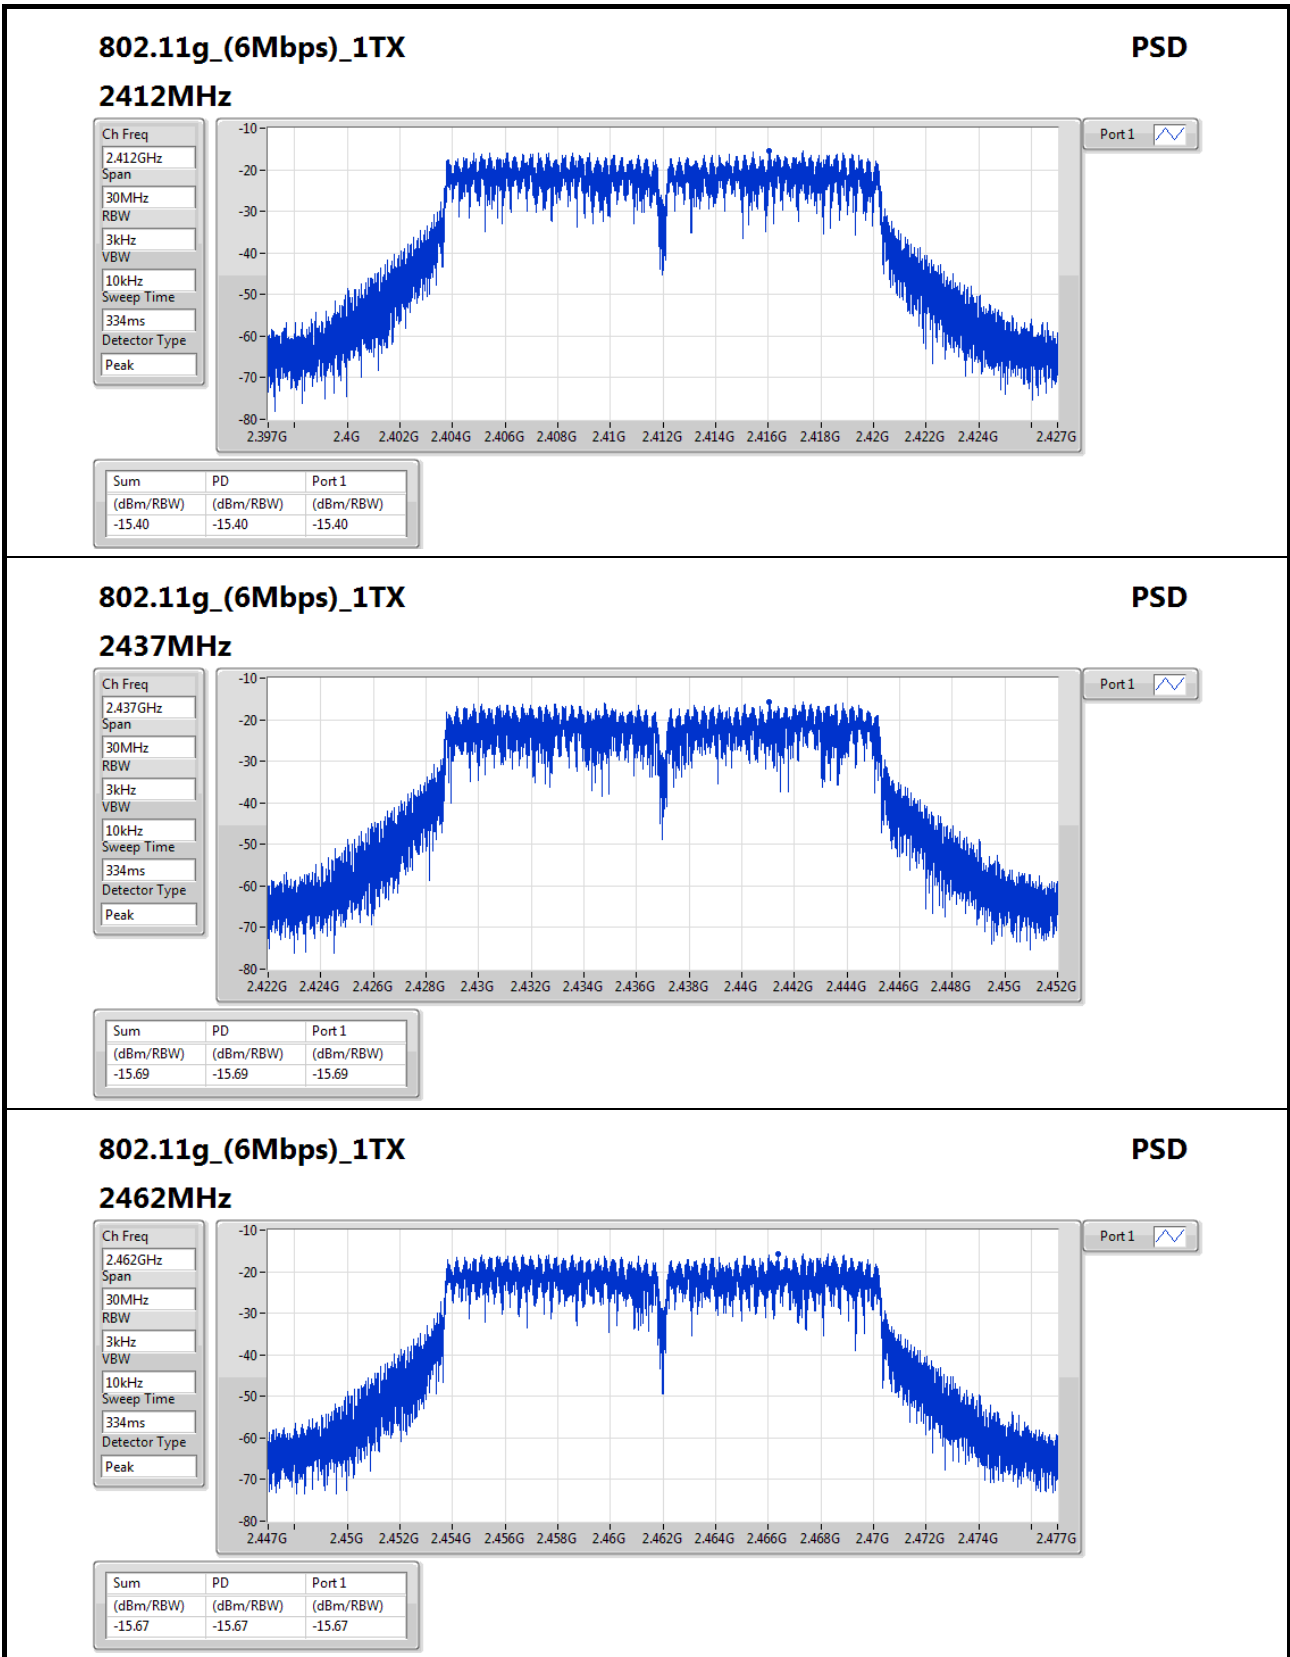 802.11g_(6Mbps)_1TX PSD
2412MHz
Ch Freq
2.412GHz
Span
30MHz
RBW
3kHz
VBW
10kHz
Sweep Time
334ms
Detector Type
Peak
-10
-20
-30
-40
-50
-60
-70
-80
2.397G 2.4G 2.402G 2.404G 2.406G 2.408G 2.41G 2.412G 2.414G 2.416G 2.418G 2.42G 2.422G 2.424G 2.427G
Port 1
Sum PD Port 1
(dBm/RBW) (dBm/RBW) (dBm/RBW)
-15.40 -15.40 -15.40
802.11g_(6Mbps)_1TX PSD
2437MHz
Ch Freq
2.437GHz
Span
30MHz
RBW
3kHz
VBW
10kHz
Sweep Time
334ms
Detector Type
Peak
-10
-20
-30
-40
-50
-60
-70
-80
2.422G 2.424G 2.426G 2.428G 2.43G 2.432G 2.434G 2.436G 2.438G 2.44G 2.442G 2.444G 2.446G 2.448G 2.45G 2.452G
Port 1
Sum PD Port 1
(dBm/RBW) (dBm/RBW) (dBm/RBW)
-15.69 -15.69 -15.69
802.11g_(6Mbps)_1TX PSD
2462MHz
Ch Freq
2.462GHz
Span
30MHz
RBW
3kHz
VBW
10kHz
Sweep Time
334ms
Detector Type
Peak
-10
-20
-30
-40
-50
-60
-70
-80
2.447G 2.45G 2.452G 2.454G 2.456G 2.458G 2.46G 2.462G 2.464G 2.466G 2.468G 2.47G 2.472G 2.474G 2.477G
Port 1
Sum PD Port 1
(dBm/RBW) (dBm/RBW) (dBm/RBW)
-15.67 -15.67 -15.67